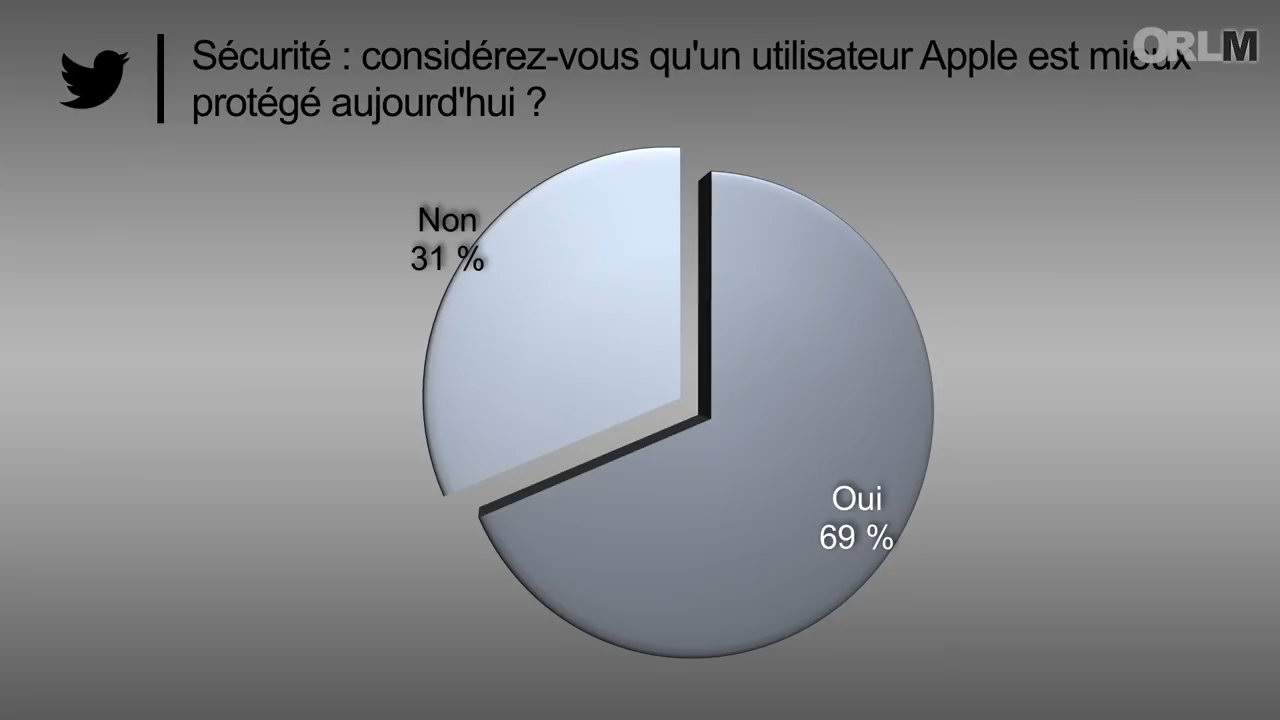 Sécurité : considérez-vous qu'un utilisateur Apple est mieux
protégé aujourd'hui ?
ORLM
Non
31 %
Oui
69 %